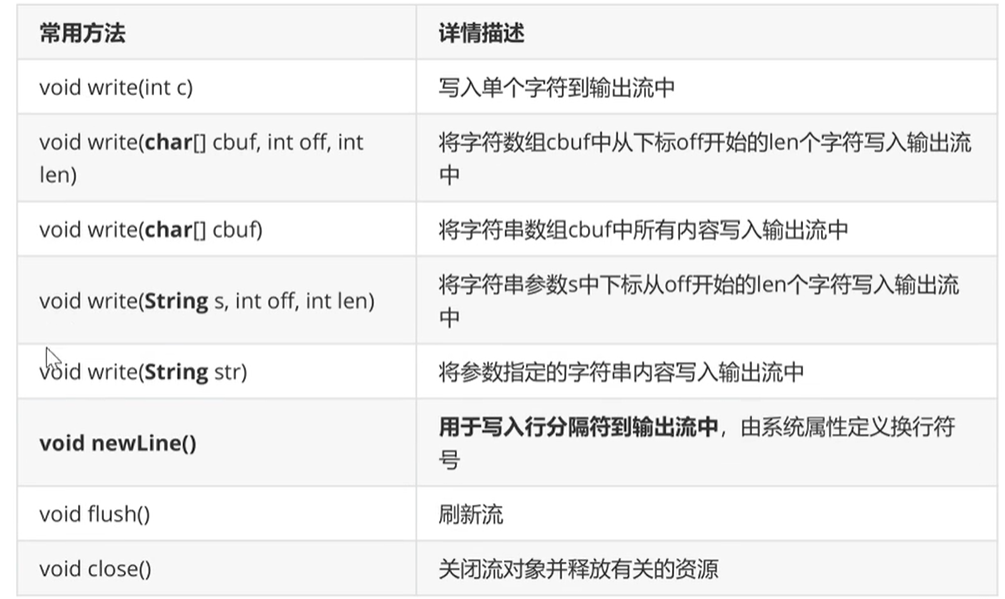 常用方法 详情描述
void write(int c) 写入单个字符到输出流中
void write(char[] cbuf, int off, int
len)
将字符数组cbuf中从下标off开始的len个字符写入输出流
中
void write(char[] cbuf) 将字符串数组cbuf中所有内容写入输出流中
void write(String s, int off, int len)
将字符串参数s中下标从off开始的len个字符写入输出流
中
void write(String str) 将参数指定的字符串内容写入输出流中
void newLine()
用于写入行分隔符到输出流中，由系统属性定义换行符
号
void flush() 刷新流
void close() 关闭流对象并释放有关的资源